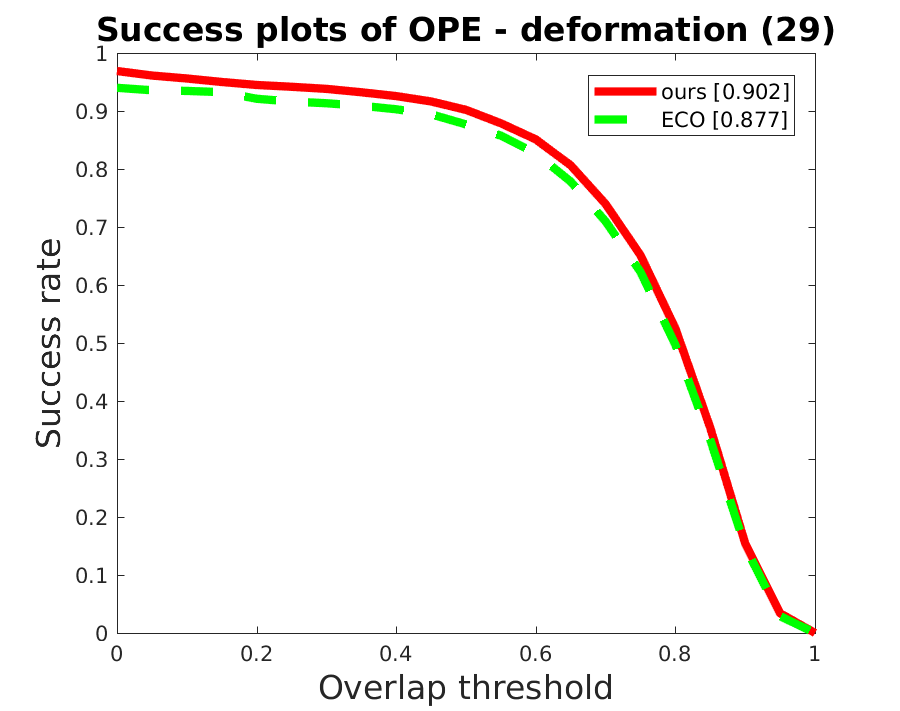 Success plots of OPE - deformation (29)
1
0.9
0.8
0.7
0.6
0.5
0.4
0.3
0.2
0.1
0
ours [0.902]
ECO [0.877]
Success rate
0 0.2 0.4 0.6 0.8 1
Overlap threshold